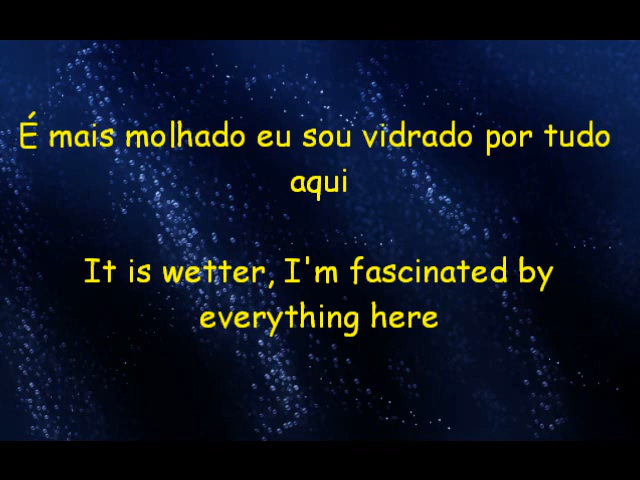 É mais molhado eu sou vidrado por tudo
aqui
It is wetter, I'm fascinated by
everything here